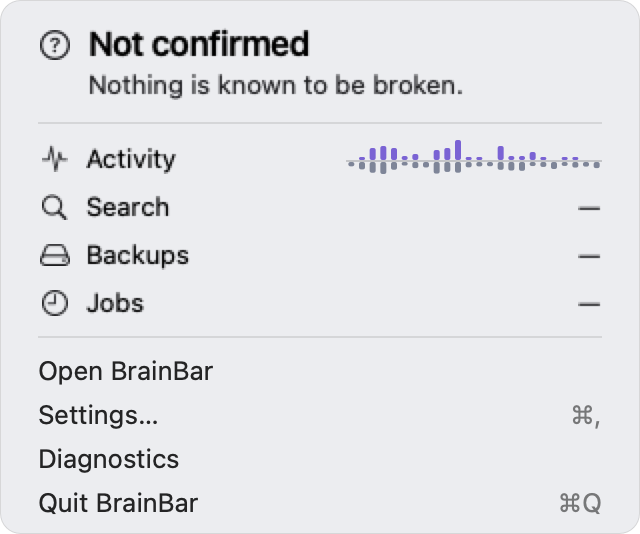 Not confirmed
Nothing is known to be broken.
Activity
Search —
Backups —
Jobs —
Open BrainBar
Settings... ⌘,
Diagnostics
Quit BrainBar ⌘Q